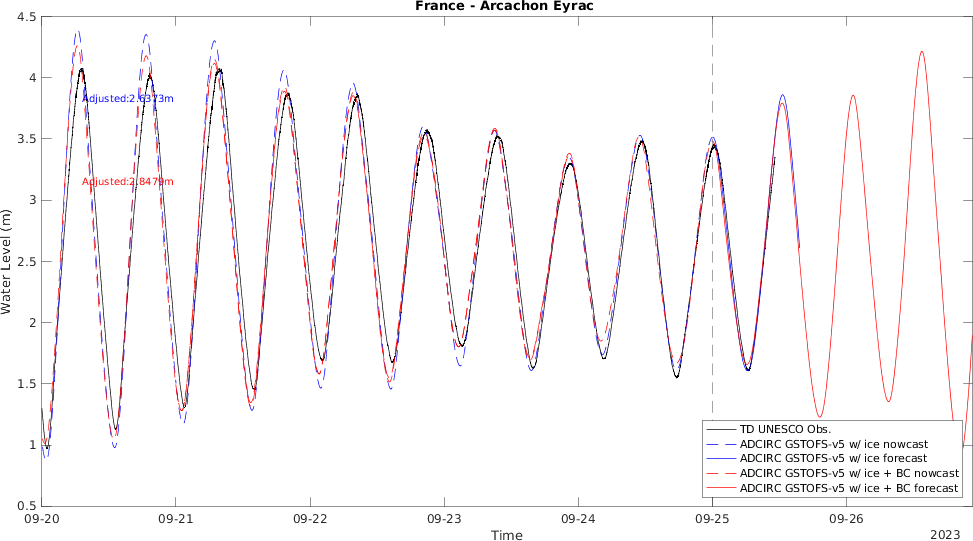 France - Arcachon Eyrac
Water Level (m)
4.5
4
3.5
3
2.5
2
1.5
1
0.5
Adjusted:2.6373m
Adjusted:2.8479m
TD UNESCO Obs.
ADCIRC GSTOFS-v5 w/ ice nowcast
ADCIRC GSTOFS-v5 w/ ice forecast
ADCIRC GSTOFS-v5 w/ ice + BC nowcast
ADCIRC GSTOFS-v5 w/ ice + BC forecast
09-20 09-21 09-22 09-23 09-24 09-25 09-26
Time
2023